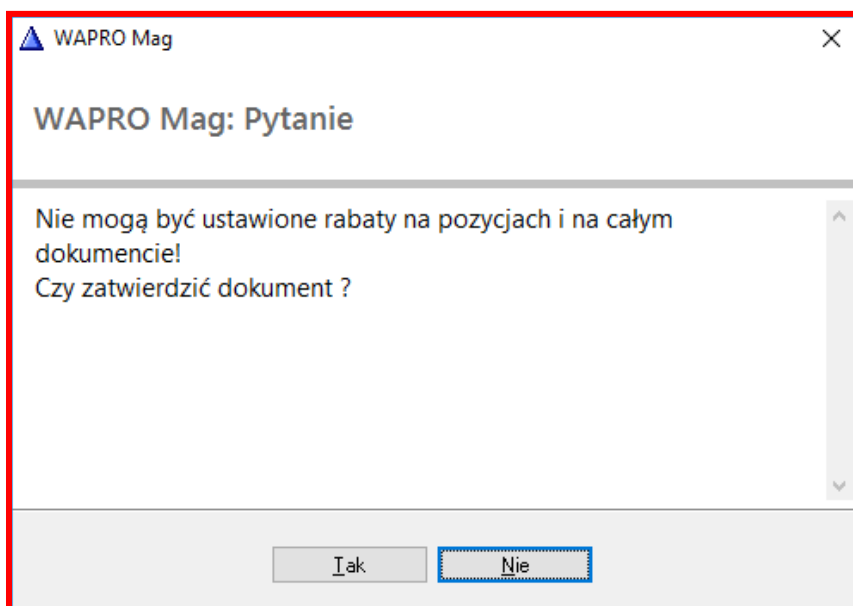 WAPRO Mag
WAPRO Mag: Pytanie
Nie mogą być ustawione rabaty na pozycjach i na całym
dokumencie!
Czy zatwierdzić dokument ?
Tak
Nie